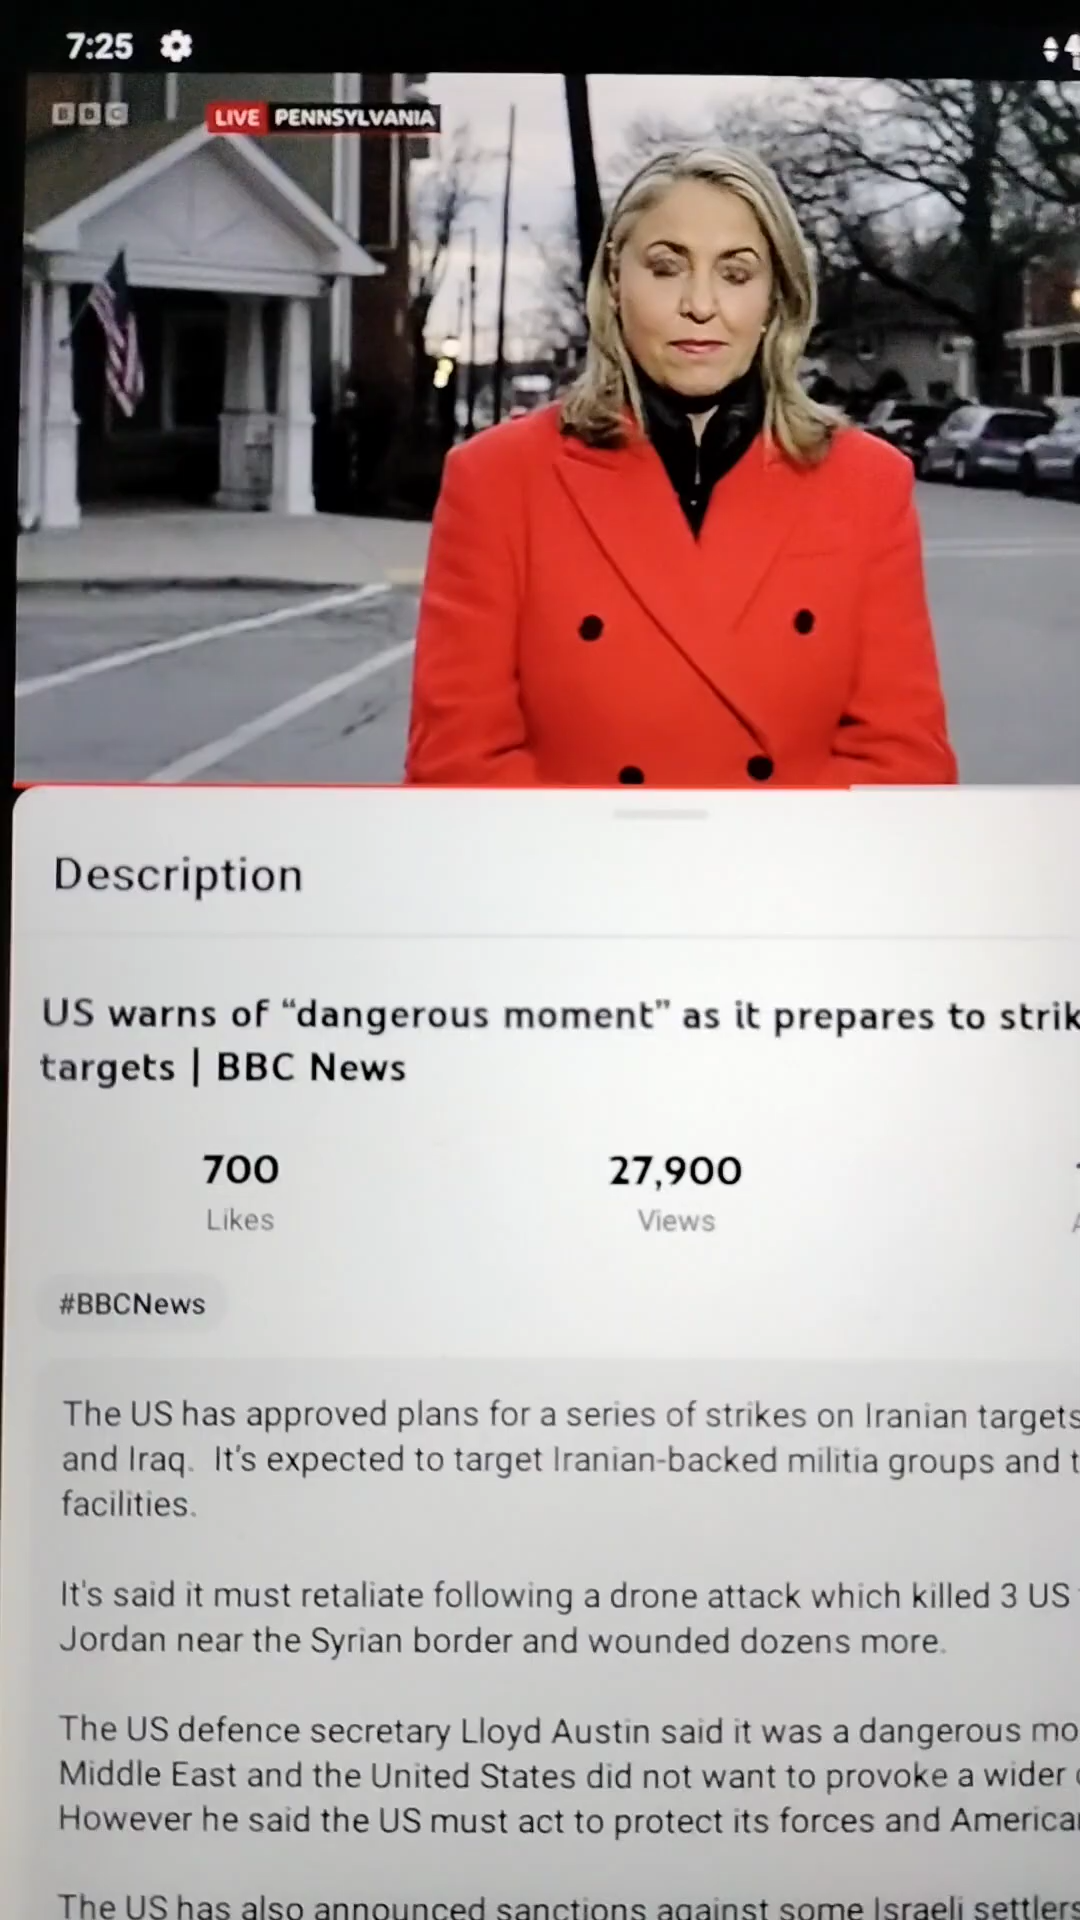 7:25
BBC LIVE PENNSYLVANIA
Description
US warns of “dangerous moment” as it prepares to
targets | BBC News
700 27,900
Likes Views
#BBCNews
The US has approved plans for a series of strikes on Iranian targets
and Iraq. It's expected to target Iranian-backed militia groups and
facilities.
It's said it must retaliate following a drone attack which killed 3 US
Jordan near the Syrian border and wounded dozens more.
The US defence secretary Lloyd Austin said it was a dangerous
Middle East and the United States did not want to provoke a wider
However he said the US must act to protect its forces and
The US has also announced sanctions against some Israeli settlers